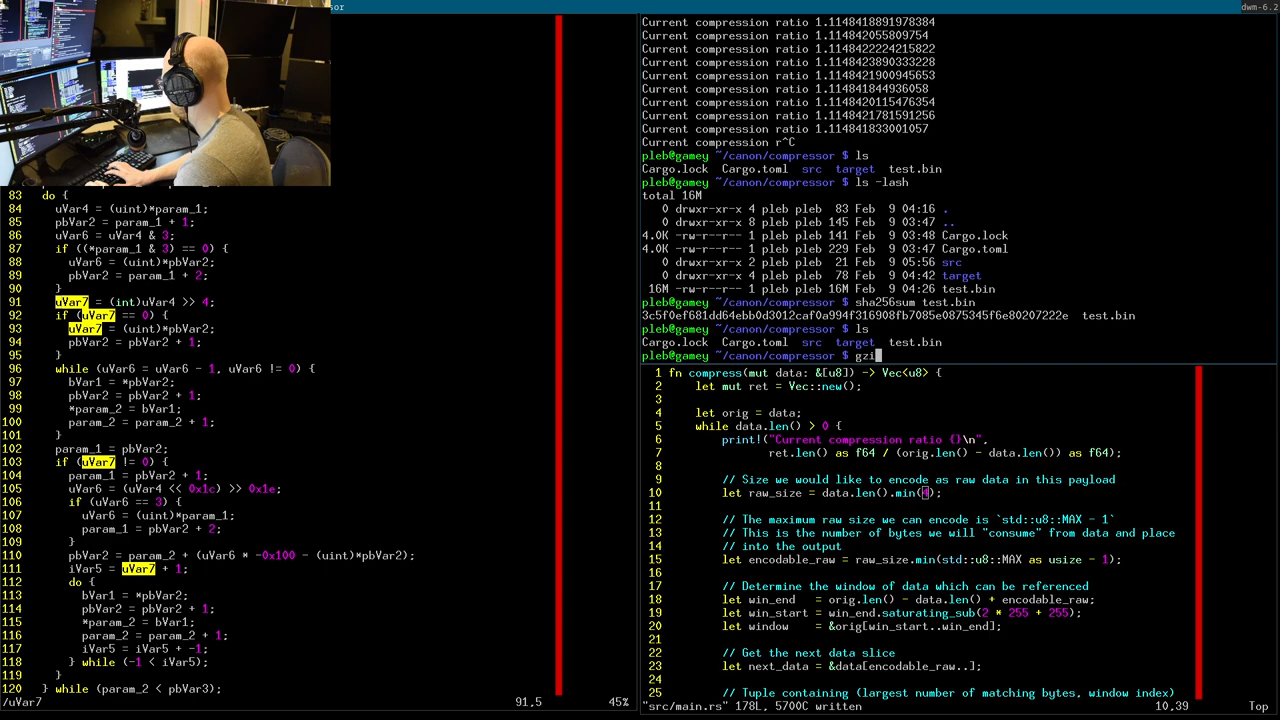 sor
dwm-6.2
83 do {
84 uVar4 = (uint)*param_1;
85 pbVar2 = param_1 + 1;
86 uVar6 = uVar4 & 3;
87 if ((*param_1 & 3) == 0) {
88 uVar6 = (uint)*pbVar2;
89 pbVar2 = param_1 + 2;
90 }
91 uVar7 = (int)uVar4 >> 4;
92 if (uVar7 == 0) {
93 uVar7 = (uint)*pbVar2;
94 pbVar2 = pbVar2 + 1;
95 }
96 while (uVar6 = uVar6 - 1, uVar6 != 0) {
97 bVar1 = *pbVar2;
98 pbVar2 = pbVar2 + 1;
99 *param_2 = bVar1;
100 param_2 = param_2 + 1;
101 }
102 param_1 = pbVar2;
103 if (uVar7 != 0) {
104 param_1 = pbVar2 + 1;
105 uVar6 = (uVar4 << 0x1c) >> 0x1e;
106 if (uVar6 == 3) {
107 uVar6 = (uint)*param_1;
108 param_1 = pbVar2 + 2;
109 }
110 pbVar2 = param_2 + (uVar6 * -0x100 - (uint)*pbVar2);
111 iVar5 = uVar7 + 1;
112 do {
113 bVar1 = *pbVar2;
114 pbVar2 = pbVar2 + 1;
115 *param_2 = bVar1;
116 param_2 = param_2 + 1;
117 iVar5 = iVar5 + -1;
118 } while (-1 < iVar5);
119 }
120 } while (param_2 < pbVar3);
/uVar7 91,5 45%
Current compression ratio 1.1148418891978384
Current compression ratio 1.114842055809754
Current compression ratio 1.1148422224215822
Current compression ratio 1.1148423890333228
Current compression ratio 1.1148421900945653
Current compression ratio 1.114841844936058
Current compression ratio 1.1148420115476354
Current compression ratio 1.1148421781591256
Current compression ratio 1.114841833001057
Current compression r^C
pleb@gamey ~/canon/compressor $ ls
Cargo.lock Cargo.toml src target test.bin
pleb@gamey ~/canon/compressor $ ls -lash
total 16M
0 drwxr-xr-x 4 pleb pleb 83 Feb 9 04:16 .
0 drwxr-xr-x 8 pleb pleb 145 Feb 9 03:47 ..
4.0K -rw-r--r-- 1 pleb pleb 141 Feb 9 03:48 Cargo.lock
4.0K -rw-r--r-- 1 pleb pleb 229 Feb 9 03:47 Cargo.toml
0 drwxr-xr-x 2 pleb pleb 21 Feb 9 05:56 src
0 drwxr-xr-x 4 pleb pleb 78 Feb 9 04:42 target
16M -rw-r--r-- 1 pleb pleb 16M Feb 9 04:26 test.bin
pleb@gamey ~/canon/compressor $ sha256sum test.bin
3c5f0ef681dd64ebb0d3012caf0a994f316908fb7085e0875345f6e80207222e test.bin
pleb@gamey ~/canon/compressor $ ls
Cargo.lock Cargo.toml src target test.bin
pleb@gamey ~/canon/compressor $ gzi
1 fn compress(mut data: &[u8]) -> Vec<u8> {
2 let mut ret = Vec::new();
3
4 let orig = data;
5 while data.len() > 0 {
6 print!("Current compression ratio {}\n",
7 ret.len() as f64 / (orig.len() - data.len()) as f64);
8
9 // Size we would like to encode as raw data in this payload
10 let raw_size = data.len().min(4);
11
12 // The maximum raw size we can encode is `std::u8::MAX - 1`
13 // This is the number of bytes we will "consume" from data and place
14 // into the output
15 let encodable_raw = raw_size.min(std::u8::MAX as usize - 1);
16
17 // Determine the window of data which can be referenced
18 let win_end = orig.len() - data.len() + encodable_raw;
19 let win_start = win_end.saturating_sub(2 * 255 + 255);
20 let window = &orig[win_start..win_end];
21
22 // Get the next data slice
23 let next_data = &data[encodable_raw..];
24
25 // Tuple containing (largest number of matching bytes, window index)
"src/main.rs" 178L, 5700C written 10,39 Top